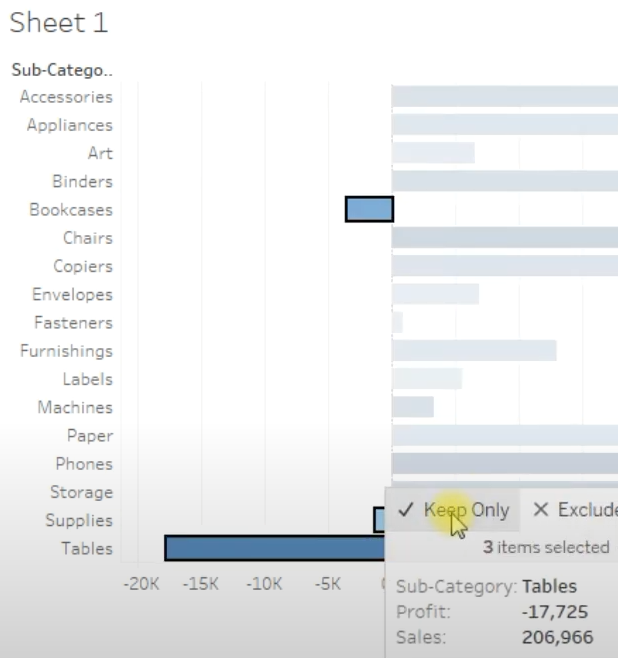 Sheet 1
Sub-Catego..
Accessories
Appliances
Art
Binders
Bookcases
Chairs
Copiers
Envelopes
Fasteners
Furnishings
Labels
Machines
Paper
Phones
Storage
Supplies
Tables
-20K -15K -10K -5K
✓ Keep Only × Exclude
3 items selected
Sub-Category: Tables
Profit: -17,725
Sales: 206,966